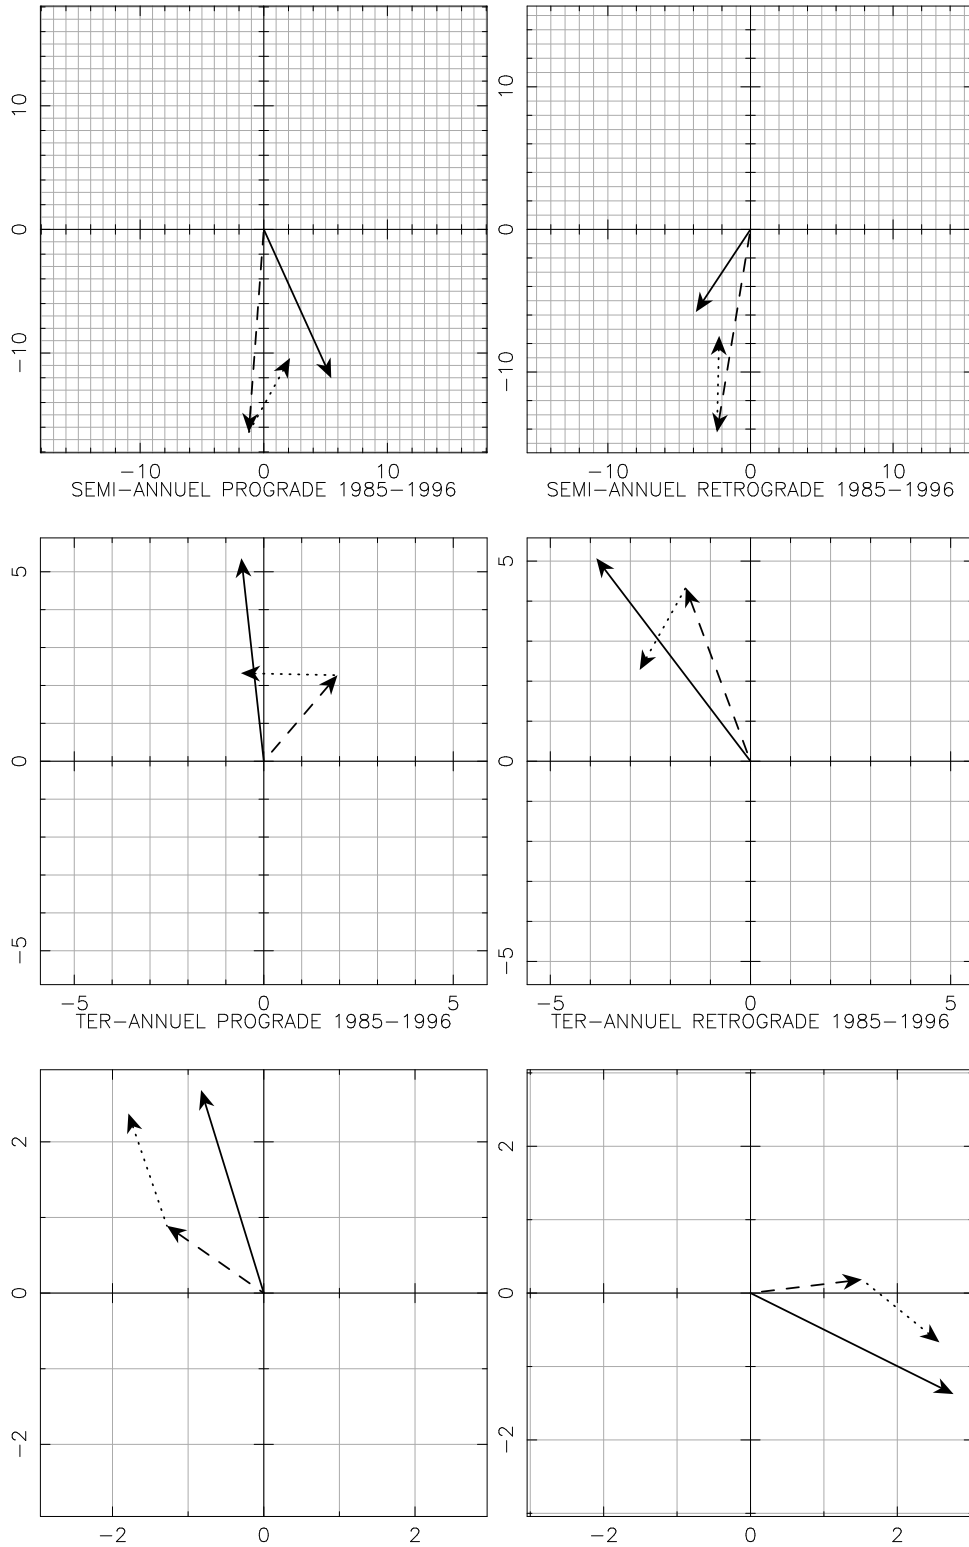 10 10
0 0
−10 −10
−10 0 10 −10 0 10
SEMI−ANNUEL PROGRADE 1985−1996 SEMI−ANNUEL RETROGRADE 1985−1996
5 5
0 0
−5 −5
−5 0 5 −5 0 5
TER−ANNUEL PROGRADE 1985−1996 TER−ANNUEL RETROGRADE 1985−1996
2 2
0 0
−2 −2
−2 0 2 −2 0 2